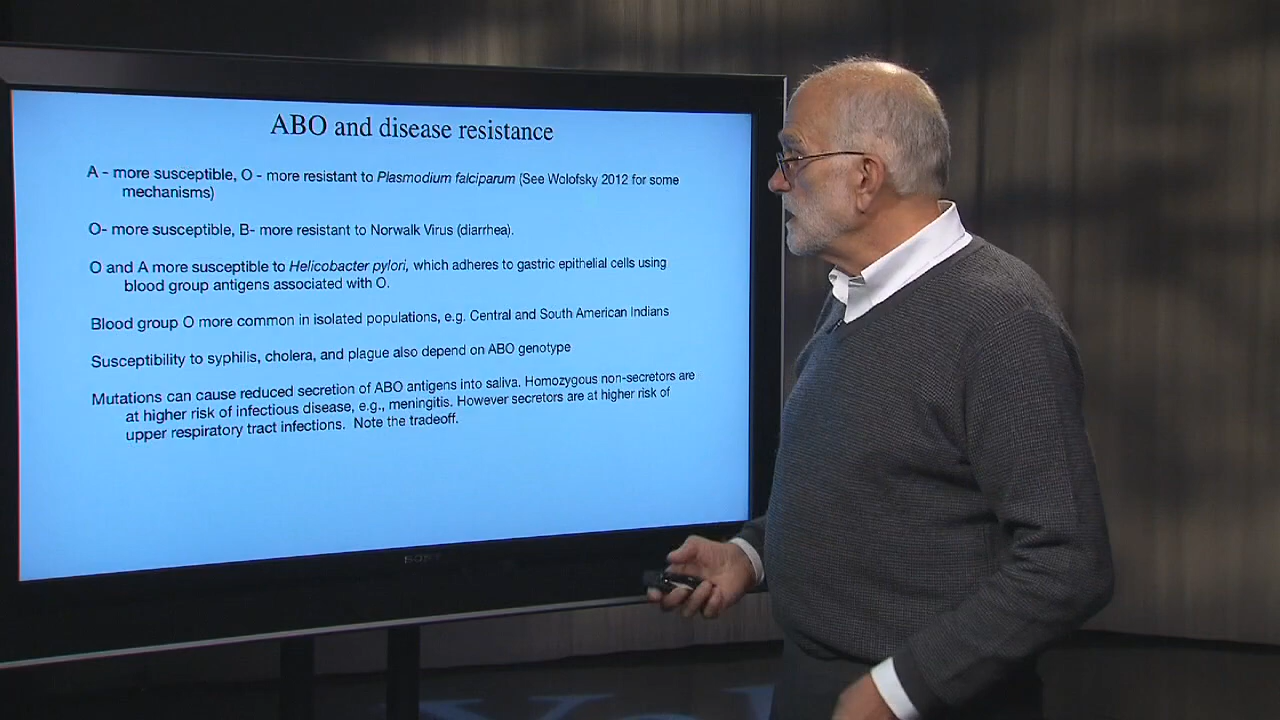 ABO and disease resistance
A - more susceptible, O - more resistant to Plasmodium falciparum (See Wolofsky 2012 for some
mechanisms)
O- more susceptible, B- more resistant to Norwalk Virus (diarrhea).
O and A more susceptible to Helicobacter pylori, which adheres to gastric epithelial cells using
blood group antigens associated with O.
Blood group O more common in isolated populations, e.g. Central and South American Indians
Susceptibility to syphilis, cholera, and plague also depend on ABO genotype
Mutations can cause reduced secretion of ABO antigens into saliva. Homozygous non-secretors are
at higher risk of infectious disease, e.g., meningitis. However secretors are at higher risk of
upper respiratory tract infections. Note the tradeoff.
SONY